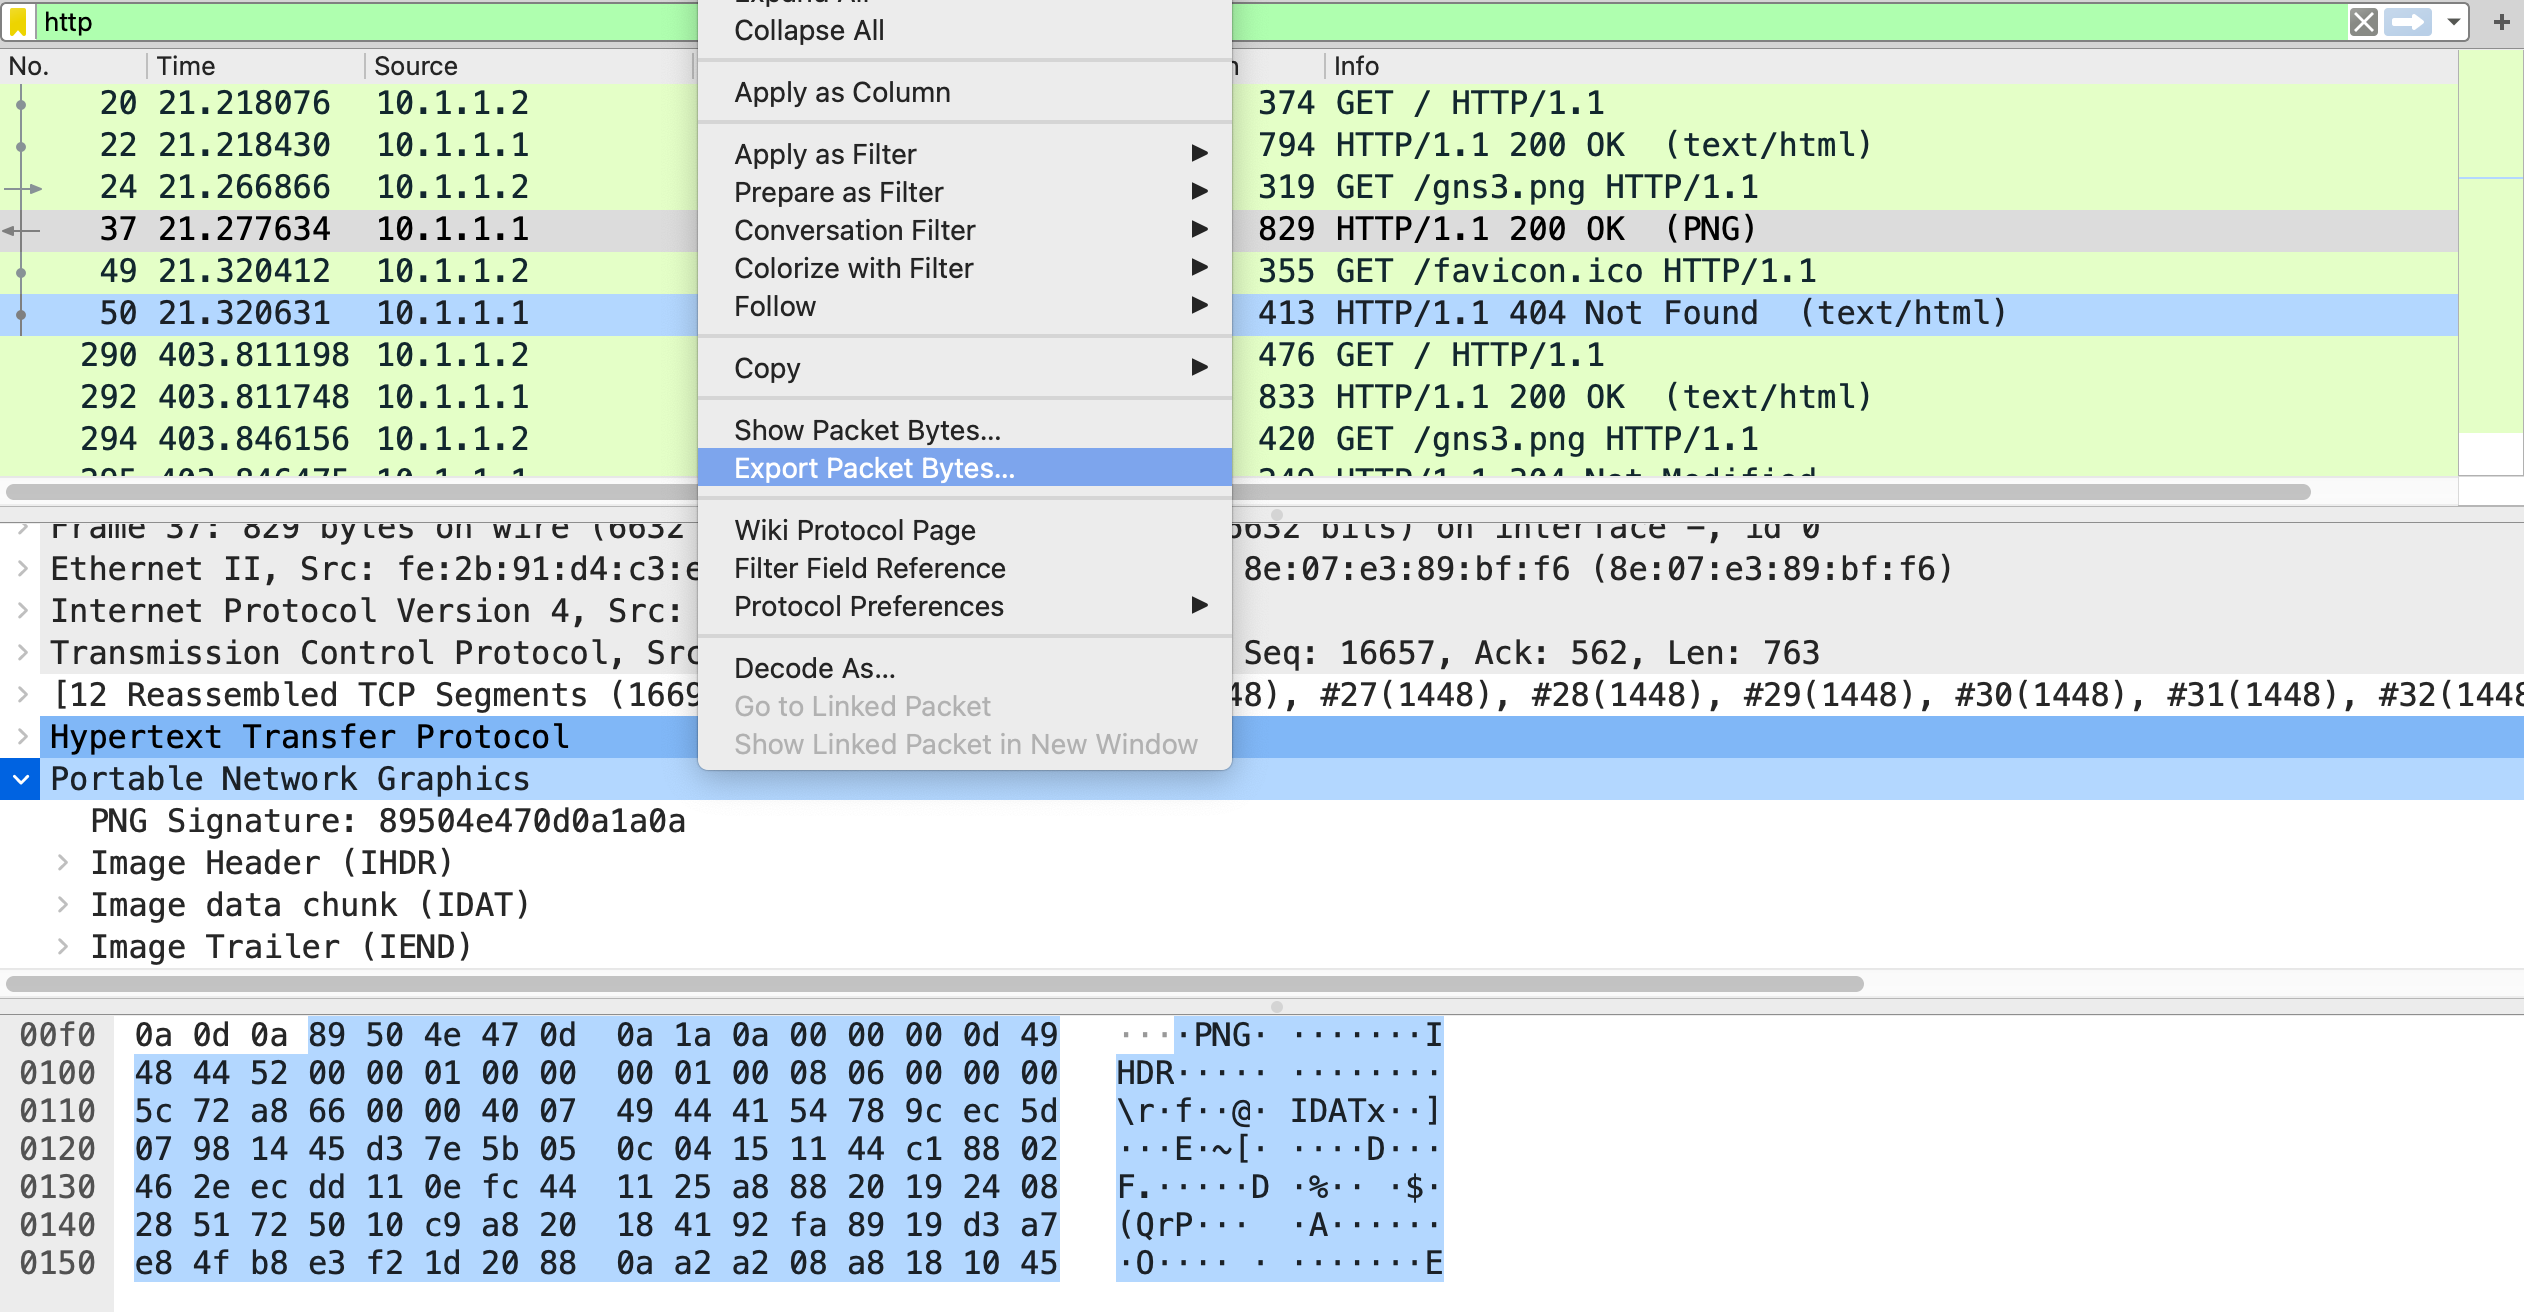 http
Expand All
Collapse All
No. Time Source Info
20 21.218076 10.1.1.2 374 GET / HTTP/1.1
22 21.218430 10.1.1.1 794 HTTP/1.1 200 OK (text/html)
24 21.266866 10.1.1.2 319 GET /gns3.png HTTP/1.1
37 21.277634 10.1.1.1 829 HTTP/1.1 200 OK (PNG)
49 21.320412 10.1.1.2 355 GET /favicon.ico HTTP/1.1
50 21.320631 10.1.1.1 413 HTTP/1.1 404 Not Found (text/html)
290 403.811198 10.1.1.2 476 GET / HTTP/1.1
292 403.811748 10.1.1.1 833 HTTP/1.1 200 OK (text/html)
294 403.846156 10.1.1.2 420 GET /gns3.png HTTP/1.1
295 403.846475 10.1.1.1 249 HTTP/1.1 304 Not Modified
Apply as Column
Apply as Filter
Prepare as Filter
Conversation Filter
Colorize with Filter
Follow
Copy
Show Packet Bytes...
Export Packet Bytes...
Wiki Protocol Page
Filter Field Reference
Protocol Preferences
Decode As...
Go to Linked Packet
Show Linked Packet in New Window
Frame 37: 829 bytes on wire (6632 6632 bits) on interface -, id 0
Ethernet II, Src: fe:2b:91:d4:c3:e 8e:07:e3:89:bf:f6 (8e:07:e3:89:bf:f6)
Internet Protocol Version 4, Src:
Transmission Control Protocol, Src Seq: 16657, Ack: 562, Len: 763
[12 Reassembled TCP Segments (1669 48), #27(1448), #28(1448), #29(1448), #30(1448), #31(1448), #32(1448
Hypertext Transfer Protocol
Portable Network Graphics
PNG Signature: 89504e470d0a1a0a
Image Header (IHDR)
Image data chunk (IDAT)
Image Trailer (IEND)
00f0 0a 0d 0a 89 50 4e 47 0d 0a 1a 0a 00 00 00 0d 49 ····PNG· ·······I
0100 48 44 52 00 00 01 00 00 00 01 00 08 06 00 00 00 HDR····· ········
0110 5c 72 a8 66 00 00 40 07 49 44 41 54 78 9c ec 5d \r·f··@· IDATx··]
0120 07 98 14 45 d3 7e 5b 05 0c 04 15 11 44 c1 88 02 ···E·~[· ····D···
0130 46 2e ec dd 11 0e fc 44 11 25 a8 88 20 19 24 08 F.·····D ·%·· ·$·
0140 28 51 72 50 10 c9 a8 20 18 41 92 fa 89 19 d3 a7 (QrP··· ·A······
0150 e8 4f b8 e3 f2 1d 20 88 0a a2 a2 08 a8 18 10 45 ·O···· · ·······E